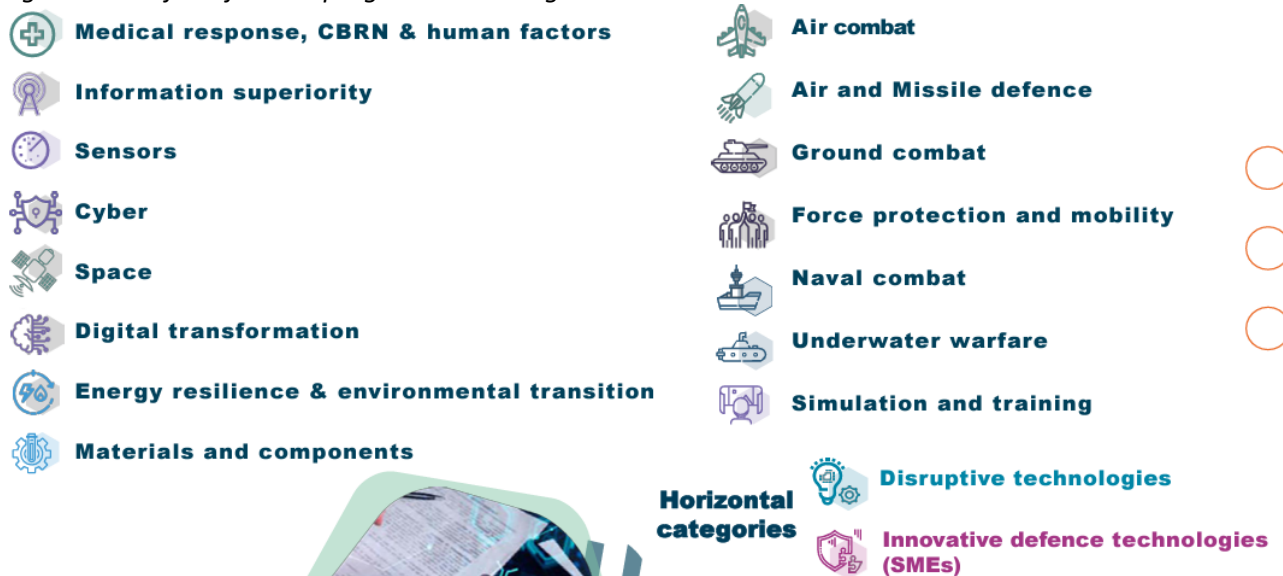 Medical response, CBRN & human factors
Information superiority
Sensors
Cyber
Space
Digital transformation
Energy resilience & environmental transition
Materials and components
Air combat
Air and Missile defence
Ground combat
Force protection and mobility
Naval combat
Underwater warfare
Simulation and training
Horizontal
categories
Disruptive technologies
Innovative defence technologies
(SMEs)